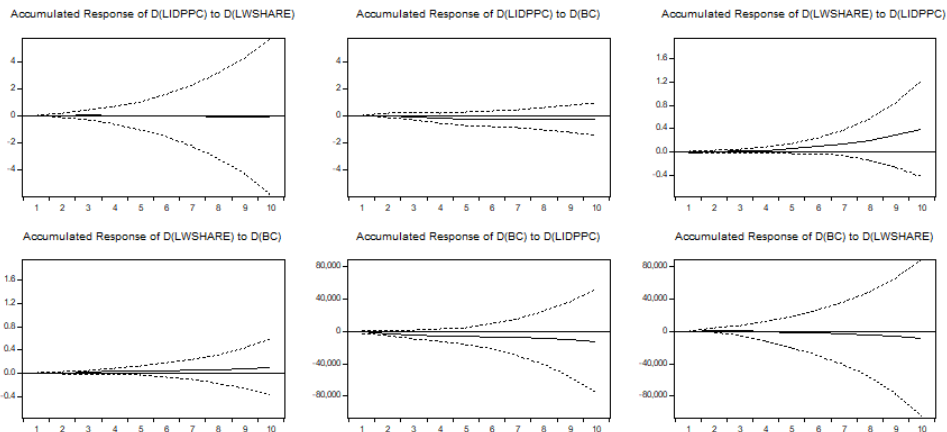 Accumulated Response of D(LIDPPC) to D(LWSHARE)
4
2
0
-2
-4
1 2 3 4 5 6 7 8 9 10
Accumulated Response of D(LIDPPC) to D(BC)
4
2
0
-2
-4
1 2 3 4 5 6 7 8 9 10
Accumulated Response of D(LWSHARE) to D(LIDPPC)
1.6
1.2
0.8
0.4
0.0
-0.4
1 2 3 4 5 6 7 8 9 10
Accumulated Response of D(LWSHARE) to D(BC)
1.6
1.2
0.8
0.4
0.0
-0.4
1 2 3 4 5 6 7 8 9 10
Accumulated Response of D(BC) to D(LIDPPC)
80,000
40,000
0
-40,000
-80,000
1 2 3 4 5 6 7 8 9 10
Accumulated Response of D(BC) to D(LWSHARE)
80,000
40,000
0
-40,000
-80,000
1 2 3 4 5 6 7 8 9 10